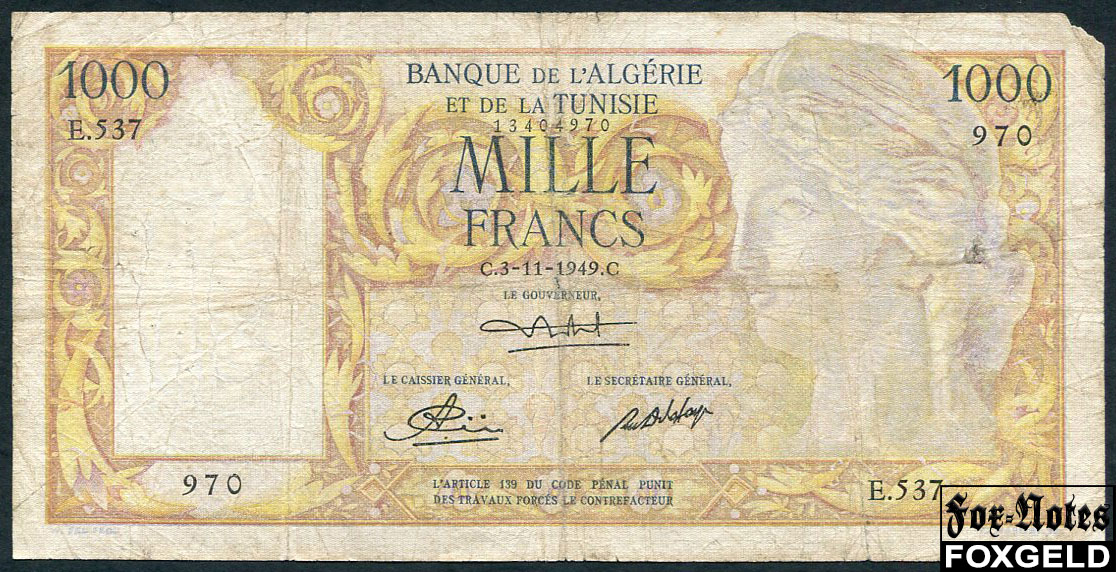 1000
BANQUE DE L'ALGÉRIE
1000
E.537
ET DE LA TUNISIE
970
13404970
MILLE
FRANCS
C.3-11-1949.C
LE GOUVERNEUR,
LE CAISSIER GÉNÉRAL,
LE SECRÉTAIRE GÉNÉRAL,
970
L'ARTICLE 139 DU CODE PÉNAL PUNIT
DES TRAVAUX FORCÉS LE CONTREFACTEUR
E.537
Fox-Notes
FOXGELD